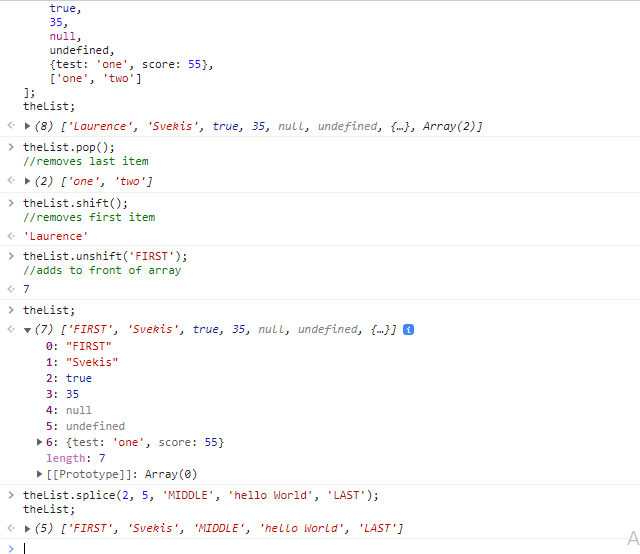 true,
35,
null,
undefined,
{test: 'one', score: 55},
['one', 'two']
];
theList;
(8) ['Laurence', 'Svekis', true, 35, null, undefined, {…}, Array(2)]
theList.pop();
//removes last item
(2) ['one', 'two']
theList.shift();
//removes first item
'Laurence'
theList.unshift('FIRST');
//adds to front of array
7
theList;
(7) ['FIRST', 'Svekis', true, 35, null, undefined, {…}] i
0: "FIRST"
1: "Svekis"
2: true
3: 35
4: null
5: undefined
6: {test: 'one', score: 55}
length: 7
[[Prototype]]: Array(0)
theList.splice(2, 5, 'MIDDLE', 'hello World', 'LAST');
theList;
(5) ['FIRST', 'Svekis', 'MIDDLE', 'hello World', 'LAST']
A